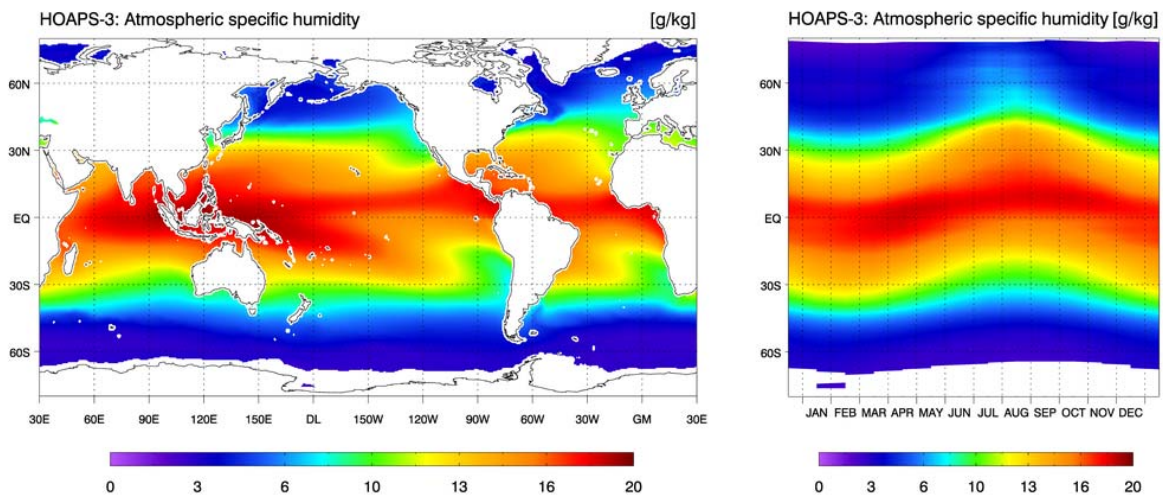 HOAPS-3: Atmospheric specific humidity [g/kg]
60N
30N
EQ
30S
60S
30E 60E 90E 120E 150E DL 150W 120W 90W 60W 30W GM 30E
0 3 6 10 13 16 20
HOAPS-3: Atmospheric specific humidity [g/kg]
60N
30N
EQ
30S
60S
JAN FEB MAR APR MAY JUN JUL AUG SEP OCT NOV DEC
0 3 6 10 13 16 20